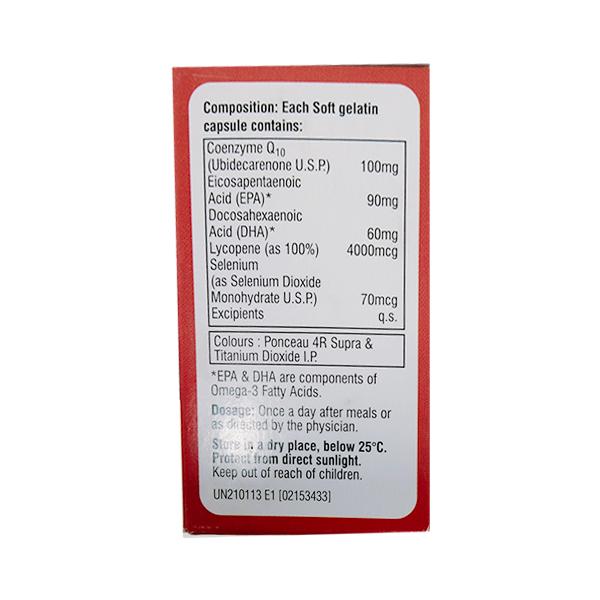 Composition: Each Soft gelatin
capsule contains:
Coenzyme Q10
(Ubidecarenone U.S.P.) 100mg
Eicosapentaenoic
Acid (EPA)* 90mg
Docosahexaenoic
Acid (DHA)* 60mg
Lycopene (as 100%) 4000mcg
Selenium
(as Selenium Dioxide
Monohydrate U.S.P.) 70mcg
Excipients q.s.
Colours : Ponceau 4R Supra &
Titanium Dioxide I.P.
*EPA & DHA are components of
Omega-3 Fatty Acids.
Dosage: Once a day after meals or
as directed by the physician.
Store in a dry place, below 25°C.
Protect from direct sunlight.
Keep out of reach of children.
UN210113 E1 [02153433]